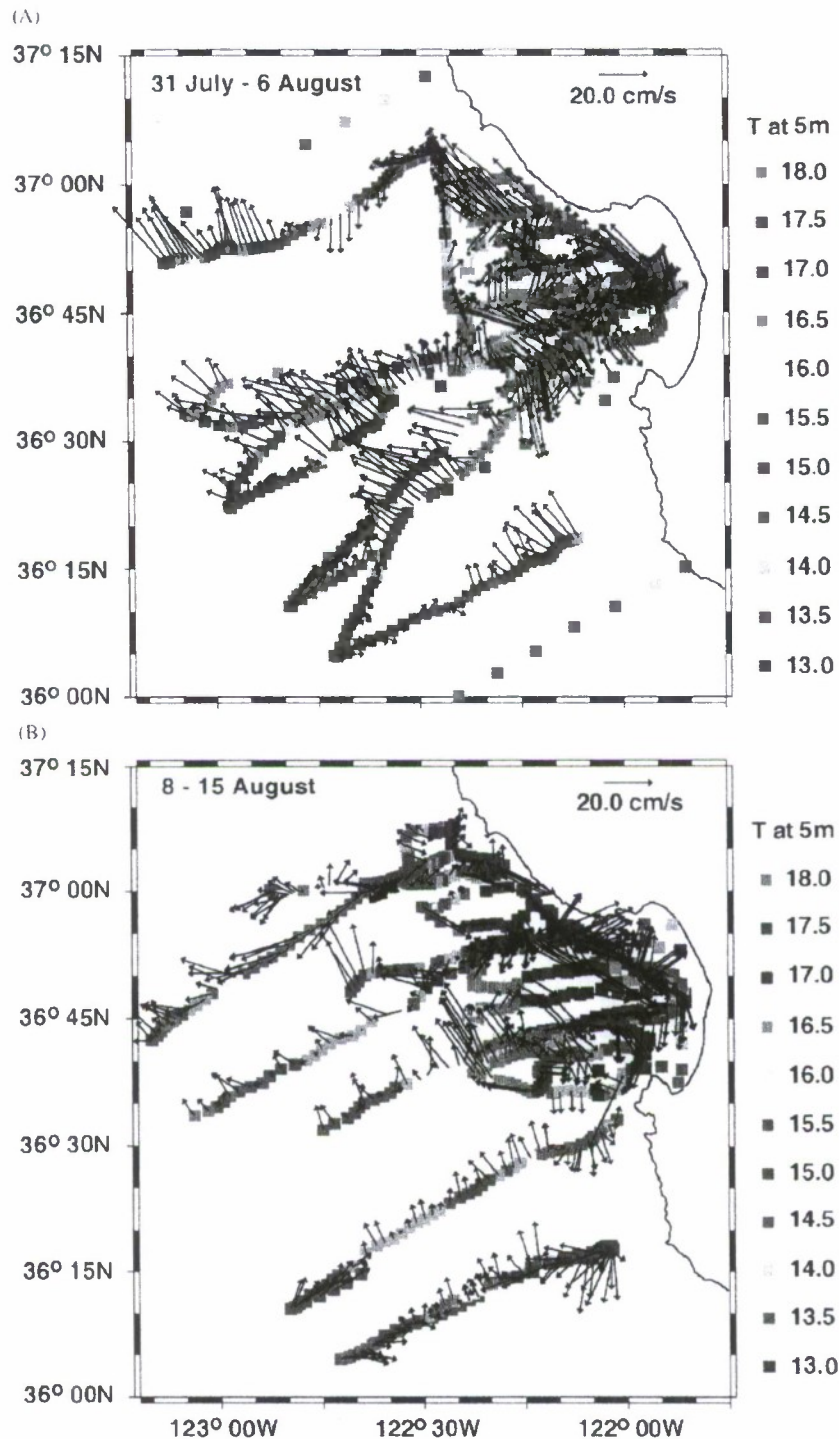 (A)
37° 15N
31 July - 6 August
20.0 cm/s
T at 5m
18.0
37° 00N
17.5
17.0
36° 45N
16.5
16.0
36° 30N
15.5
15.0
14.5
36° 15N
14.0
13.5
36° 00N
13.0
(B)
37° 15N
8 - 15 August
20.0 cm/s
T at 5m
37° 00N
18.0
17.5
17.0
36° 45N
16.5
16.0
36° 30N
15.5
15.0
14.5
36° 15N
14.0
13.5
13.0
36° 00N
123° 00W
122° 30W
122° 00W